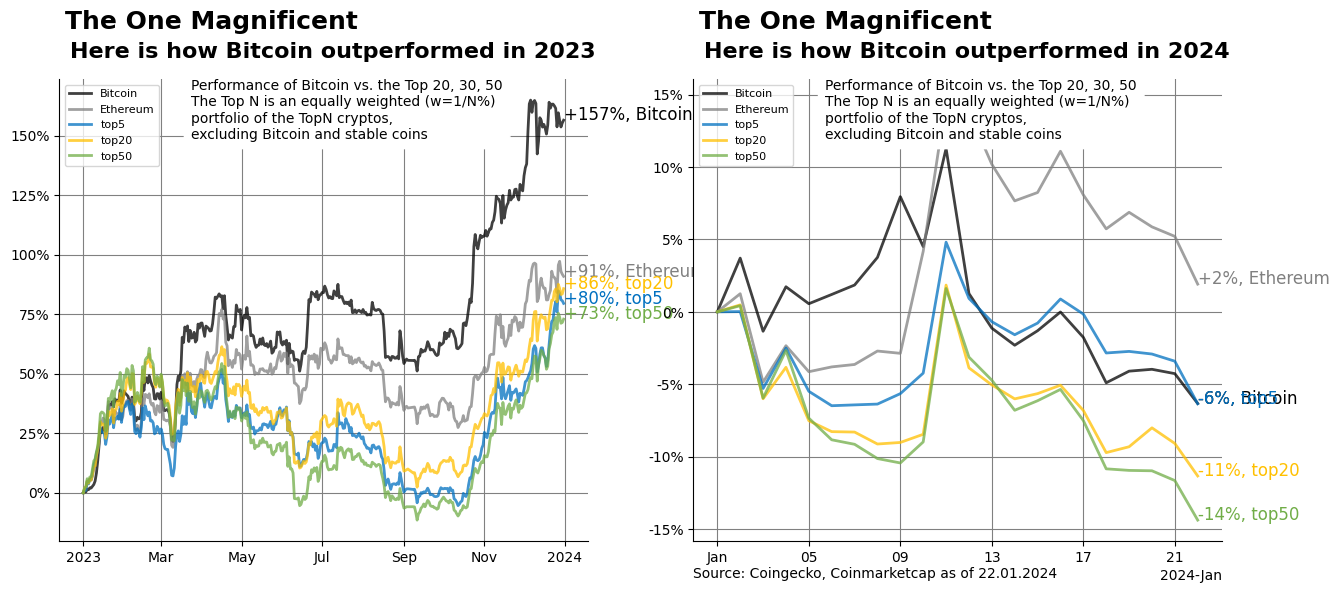 The One Magnificent
Here is how Bitcoin outperformed in 2023
Bitcoin
Ethereum
top5
top20
top50
Performance of Bitcoin vs. the Top 20, 30, 50
The Top N is an equally weighted (w=1/N%)
portfolio of the TopN cryptos,
excluding Bitcoin and stable coins
150%
125%
100%
75%
50%
25%
0%
+157%, Bitcoin
+91%, Ethereum
+86%, top20
+80%, top5
+73%, top50
2023
Mar
May
Jul
Sep
Nov
2024
The One Magnificent
Here is how Bitcoin outperformed in 2024
Bitcoin
Ethereum
top5
top20
top50
Performance of Bitcoin vs. the Top 20, 30, 50
The Top N is an equally weighted (w=1/N%)
portfolio of the TopN cryptos,
excluding Bitcoin and stable coins
15%
10%
5%
0%
-5%
-10%
-15%
+2%, Ethereum
-6%, Bitcoin
-6%, top5
-11%, top20
-14%, top50
Jan
05
09
13
17
21
2024-Jan
Source: Coingecko, Coinmarketcap as of 22.01.2024